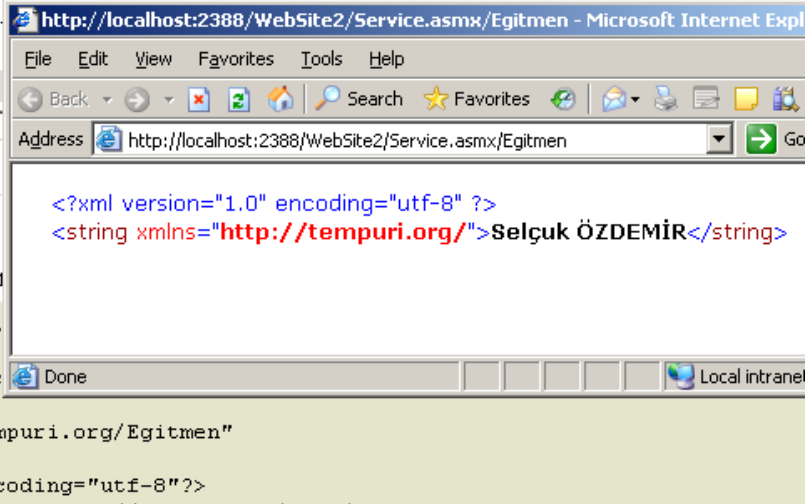 http://localhost:2388/WebSite2/Service.asmx/Egitmen - Microsoft Internet Expl
File Edit View Favorites Tools Help
Back Search Favorites
Address http://localhost:2388/WebSite2/Service.asmx/Egitmen Go
<?xml version="1.0" encoding="utf-8" ?>
<string xmlns="http://tempuri.org/">Selçuk ÖZDEMİR</string>
Done Local intranet
mpuri.org/Egitmen"
coding="utf-8"?>